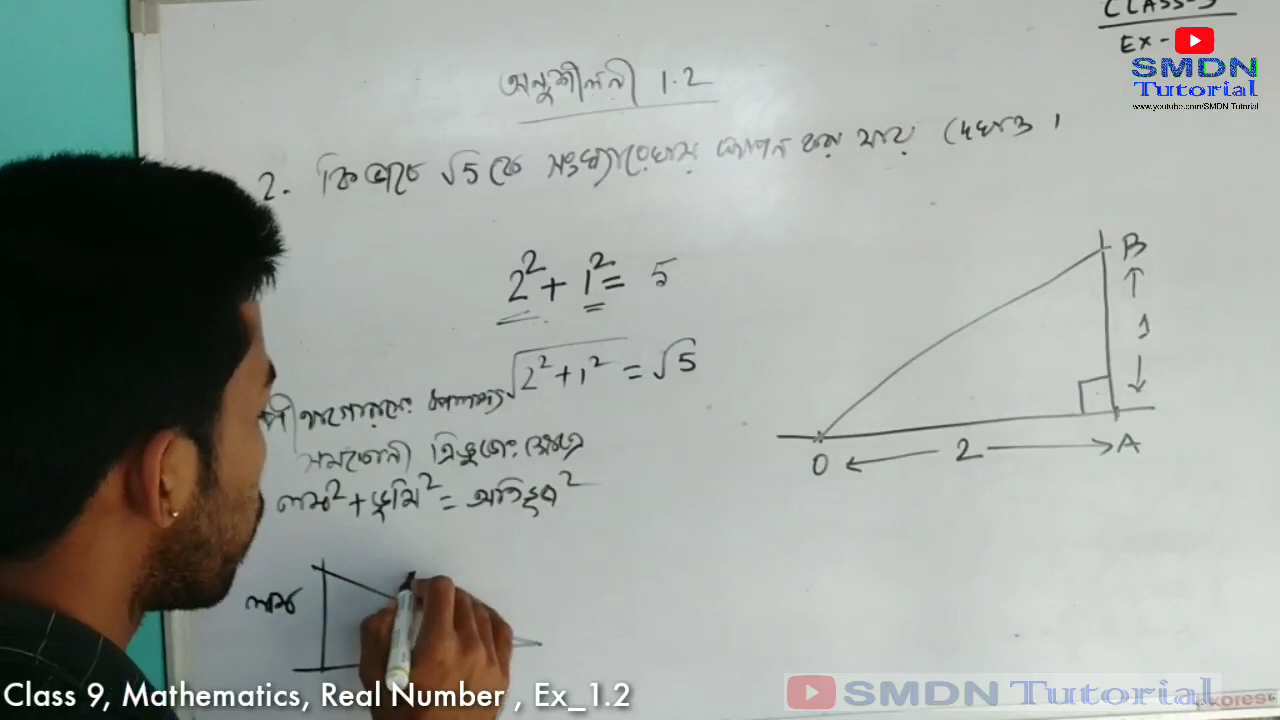 CLASS-9
EX-
SMDN
Tutorial
www.youtube.com/SMDN Tutorial
অনুশীলনী 1.2
2. কিভাবে √5 কে সংখ্যারেখায় স্থাপন করা যায় দেখাও।
2² + 1² = 5
√2² + 1² = √5
সমকোণী ত্রিভুজের ক্ষেত্রে
লম্ব² + ভূমি² = অতিভুজ²
লম্ব
B
1
O
2
A
Class 9, Mathematics, Real Number , Ex_1.2
SMDN Tutorial
Kores